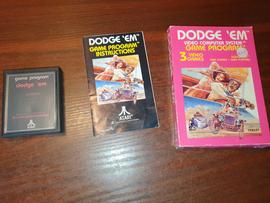 game program
dodge 'em
DODGE 'EM
GAME PROGRAM
INSTRUCTIONS
ATARI
DODGE 'EM
VIDEO COMPUTER SYSTEM
GAME PROGRAM
3 VIDEO
GAMES